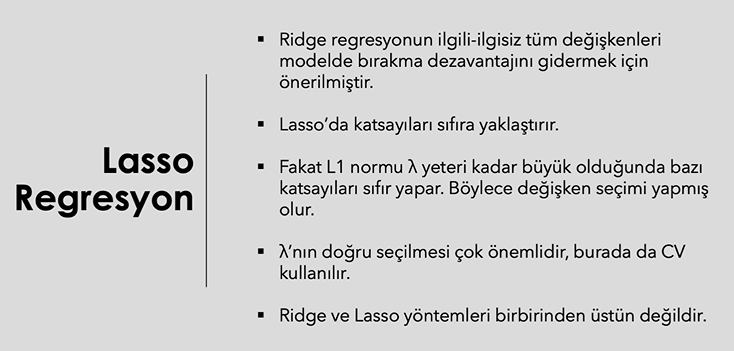 Lasso
Regresyon
▪ Ridge regresyonun ilgili-ilgisiz tüm değişkenleri
modelde bırakma dezavantajını gidermek için
önerilmiştir.
▪ Lasso’da katsayıları sıfıra yaklaştırır.
▪ Fakat L1 normu λ yeteri kadar büyük olduğunda bazı
katsayıları sıfır yapar. Böylece değişken seçimi yapmış
olur.
▪ λ’nın doğru seçilmesi çok önemlidir, burada da CV
kullanılır.
▪ Ridge ve Lasso yöntemleri birbirinden üstün değildir.